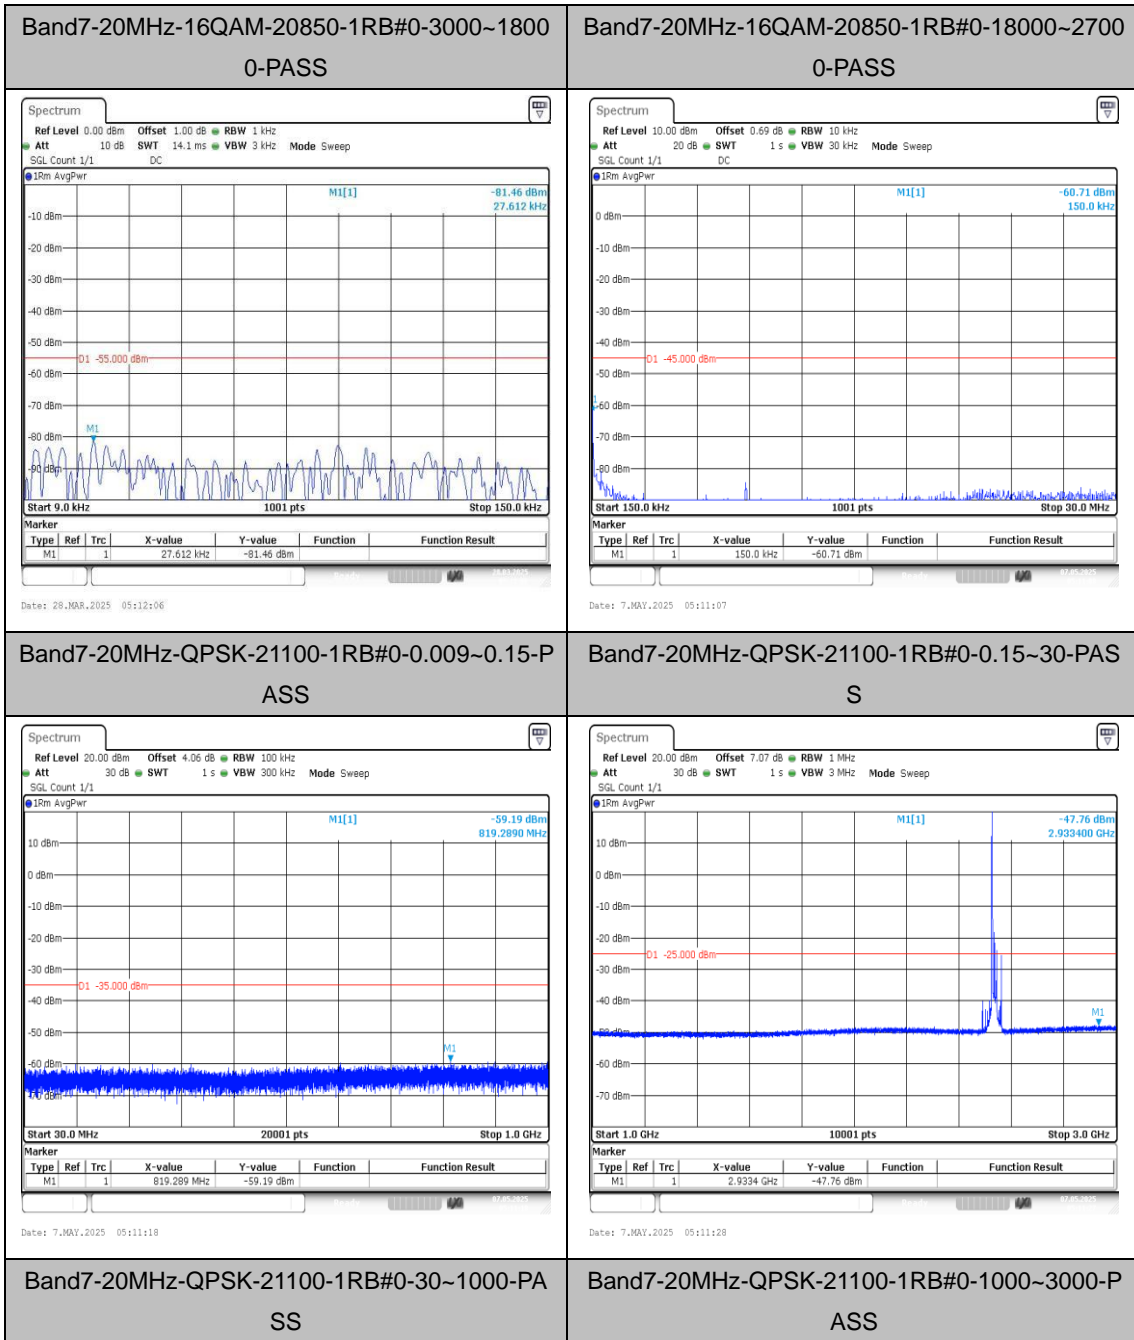 Band7-20MHz-16QAM-20850-1RB#0-3000~1800
0-PASS
Band7-20MHz-16QAM-20850-1RB#0-18000~2700
0-PASS
Spectrum
Ref Level 0.00 dBm Offset 1.00 dB RBW 1 kHz
Att 10 dB SWT 14.1 ms VBW 3 kHz Mode Sweep
SGL Count 1/1 DC
1Rm AvgPwr
M1[1] -81.46 dBm
27.612 kHz
-10 dBm
-20 dBm
-30 dBm
-40 dBm
-50 dBm
D1 -55.000 dBm
-60 dBm
-70 dBm
M1
-80 dBm
-90 dBm
Start 9.0 kHz 1001 pts Stop 150.0 kHz
Marker
Type Ref Trc X-value Y-value Function Function Result
M1 1 27.612 kHz -81.46 dBm
Ready 28.03.2025
Date: 28.MAR.2025 05:12:06
Spectrum
Ref Level 10.00 dBm Offset 0.69 dB RBW 10 kHz
Att 20 dB SWT 1 s VBW 30 kHz Mode Sweep
SGL Count 1/1 DC
1Rm AvgPwr
M1[1] -60.71 dBm
150.0 kHz
0 dBm
-10 dBm
-20 dBm
-30 dBm
-40 dBm
D1 -45.000 dBm
-50 dBm
-60 dBm
-70 dBm
-80 dBm
Start 150.0 kHz 1001 pts Stop 30.0 MHz
Marker
Type Ref Trc X-value Y-value Function Function Result
M1 1 150.0 kHz -60.71 dBm
Ready 07.05.2025
Date: 7.MAY.2025 05:11:07
Band7-20MHz-QPSK-21100-1RB#0-0.009~0.15-P
ASS
Band7-20MHz-QPSK-21100-1RB#0-0.15~30-PAS
S
Spectrum
Ref Level 20.00 dBm Offset 4.06 dB RBW 100 kHz
Att 30 dB SWT 1 s VBW 300 kHz Mode Sweep
SGL Count 1/1
1Rm AvgPwr
M1[1] -59.19 dBm
819.2890 MHz
10 dBm
0 dBm
-10 dBm
-20 dBm
-30 dBm
D1 -35.000 dBm
-40 dBm
-50 dBm
M1
-60 dBm
-70 dBm
Start 30.0 MHz 20001 pts Stop 1.0 GHz
Marker
Type Ref Trc X-value Y-value Function Function Result
M1 1 819.289 MHz -59.19 dBm
Ready 07.05.2025
Date: 7.MAY.2025 05:11:18
Spectrum
Ref Level 20.00 dBm Offset 7.07 dB RBW 1 MHz
Att 30 dB SWT 1 s VBW 3 MHz Mode Sweep
SGL Count 1/1
1Rm AvgPwr
M1[1] -47.76 dBm
2.933400 GHz
10 dBm
0 dBm
-10 dBm
-20 dBm
D1 -25.000 dBm
-30 dBm
-40 dBm
M1
-50 dBm
-60 dBm
-70 dBm
Start 1.0 GHz 10001 pts Stop 3.0 GHz
Marker
Type Ref Trc X-value Y-value Function Function Result
M1 1 2.9334 GHz -47.76 dBm
Ready 07.05.2025
Date: 7.MAY.2025 05:11:28
Band7-20MHz-QPSK-21100-1RB#0-30~1000-PA
SS
Band7-20MHz-QPSK-21100-1RB#0-1000~3000-P
ASS